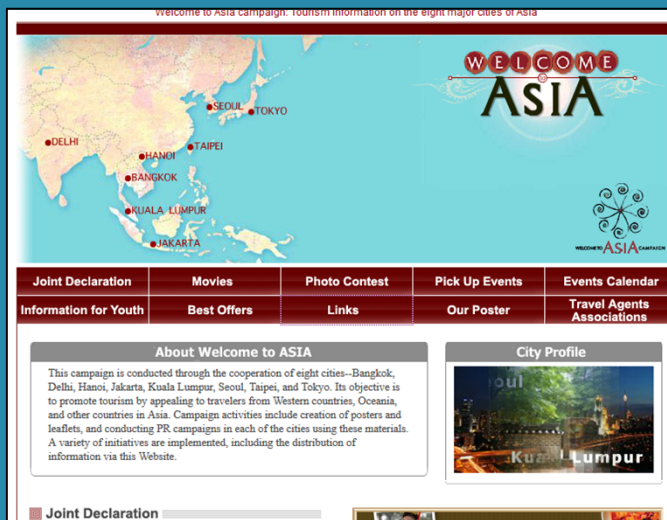 Welcome to Asia campaign: Tourism information on the eight major cities of Asia
WELCOME
TO
ASIA
SEOUL
TOKYO
DELHI
TAIPEI
HANOI
BANGKOK
KUALA LUMPUR
JAKARTA
WELCOME TO ASIA CAMPAIGN
Joint Declaration
Movies
Photo Contest
Pick Up Events
Events Calendar
Information for Youth
Best Offers
Links
Our Poster
Travel Agents
Associations
About Welcome to ASIA
This campaign is conducted through the cooperation of eight cities--Bangkok,
Delhi, Hanoi, Jakarta, Kuala Lumpur, Seoul, Taipei, and Tokyo. Its objective is
to promote tourism by appealing to travelers from Western countries, Oceania,
and other countries in Asia. Campaign activities include creation of posters and
leaflets, and conducting PR campaigns in each of the cities using these materials.
A variety of initiatives are implemented, including the distribution of
information via this Website.
City Profile
oul
Lumpur
Joint Declaration